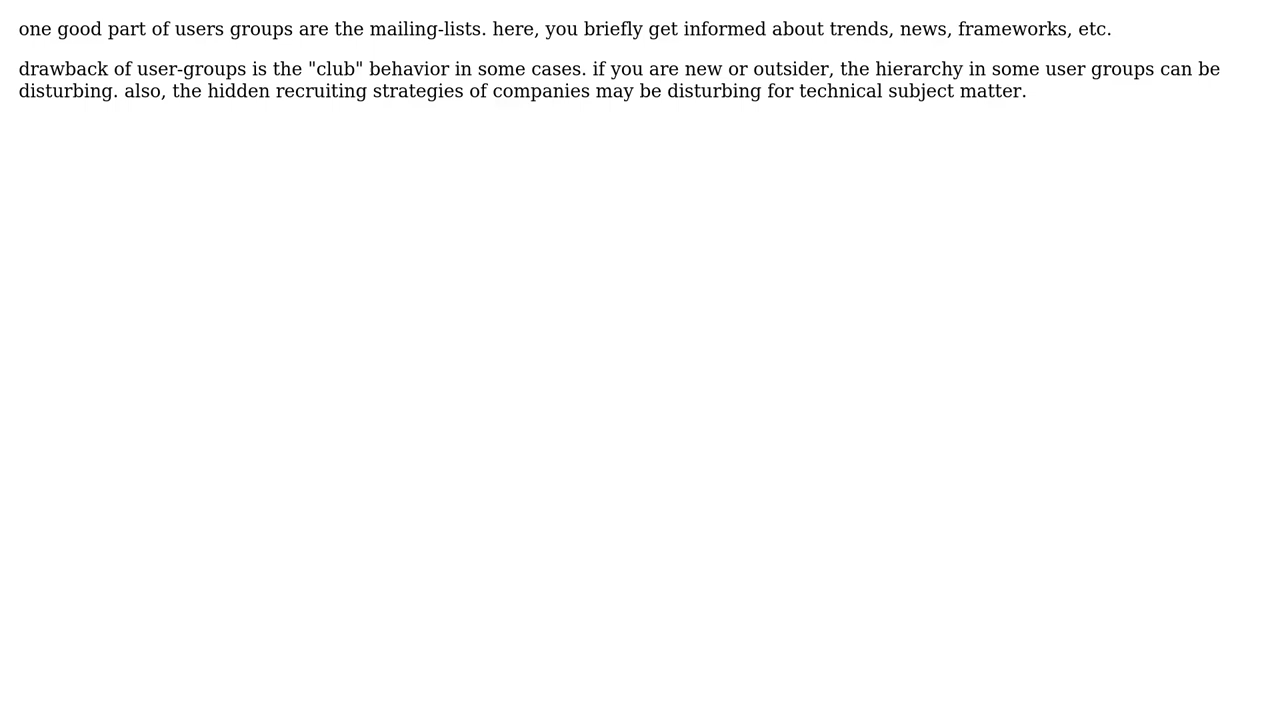 one good part of users groups are the mailing-lists. here, you briefly get informed about trends, news, frameworks, etc.
drawback of user-groups is the "club" behavior in some cases. if you are new or outsider, the hierarchy in some user groups can be
disturbing. also, the hidden recruiting strategies of companies may be disturbing for technical subject matter.